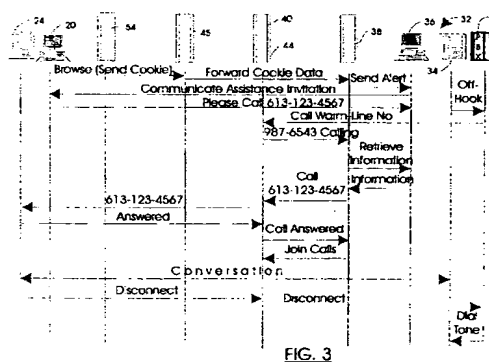 24
20
54
45
40
44
38
36
32
34
Browse (Send Cookie)
Forward Cookie Data
Send Alert
Communicate Assistance Invitation
Off-
Hook
Please Call 613-123-4567
Call Warm-Line No
987-6543 Calling
Retrieve
Information
Call
613-123-4567
Information
613-123-4567
Answered
Call Answered
Join Calls
Conversation
Disconnect
Disconnect
Dial
Tone
FIG. 3